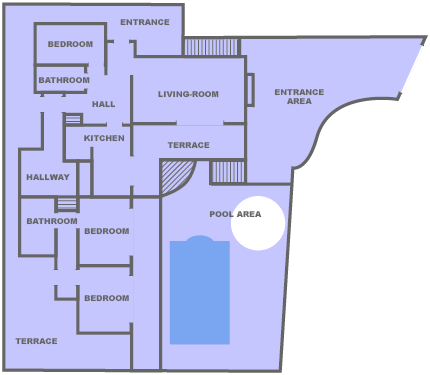 ENTRANCE
BEDROOM
BATHROOM
HALL
LIVING-ROOM
ENTRANCE
AREA
KITCHEN
TERRACE
HALLWAY
BATHROOM
POOL AREA
BEDROOM
BEDROOM
TERRACE